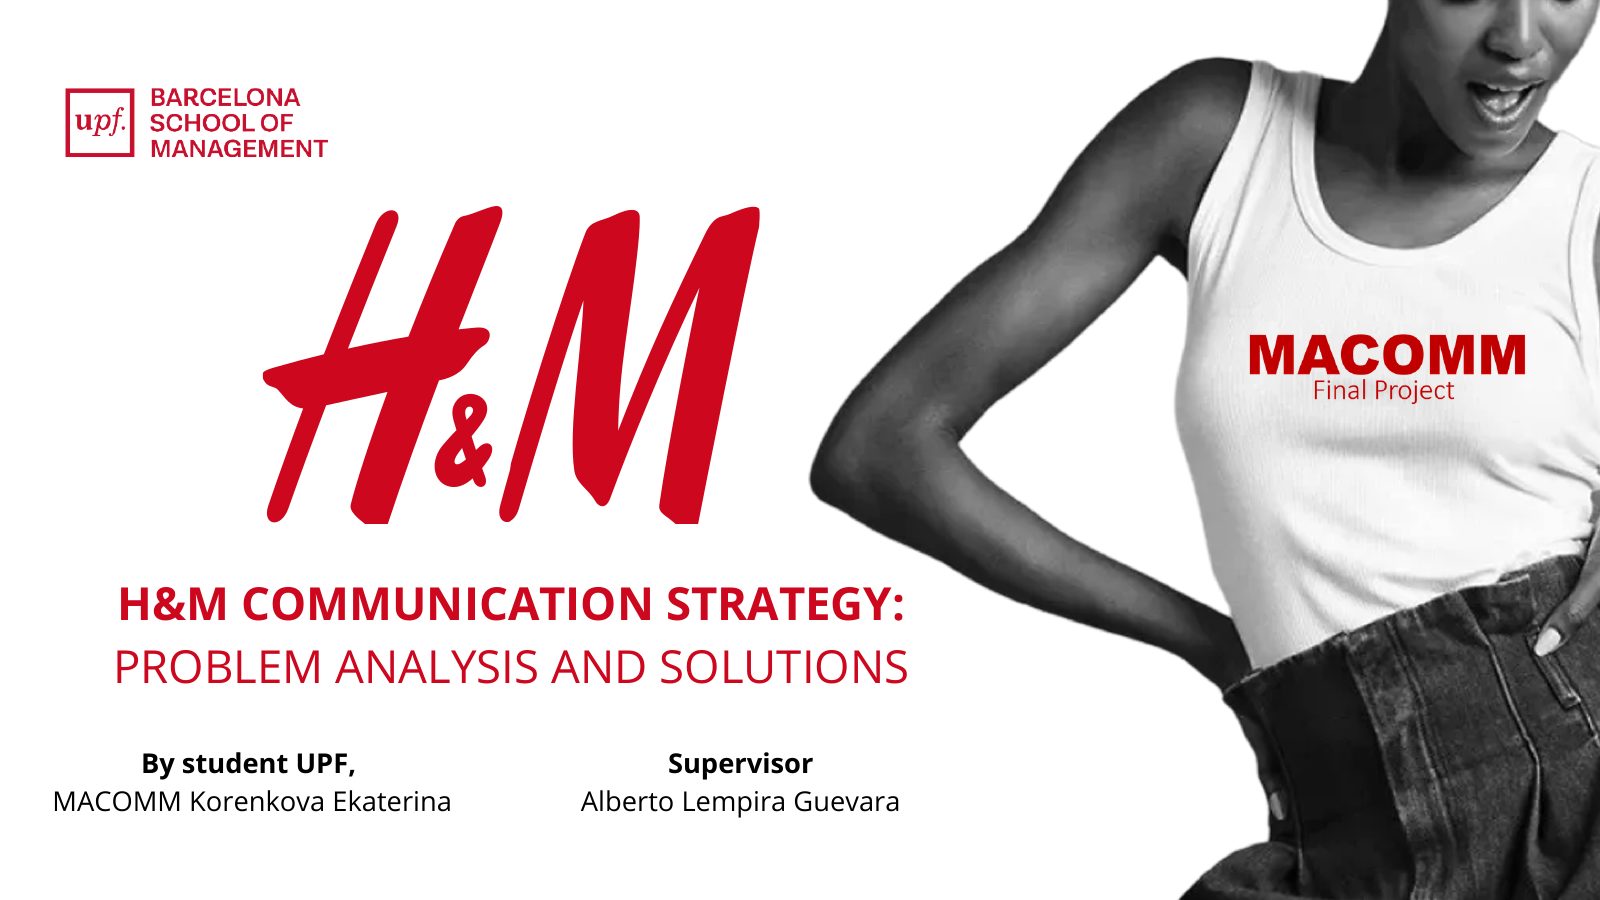 upf.
BARCELONA
SCHOOL OF
MANAGEMENT
H&M
MACOMM
Final Project
H&M COMMUNICATION STRATEGY:
PROBLEM ANALYSIS AND SOLUTIONS
By student UPF,
MACOMM Korenkova Ekaterina
Supervisor
Alberto Lempira Guevara